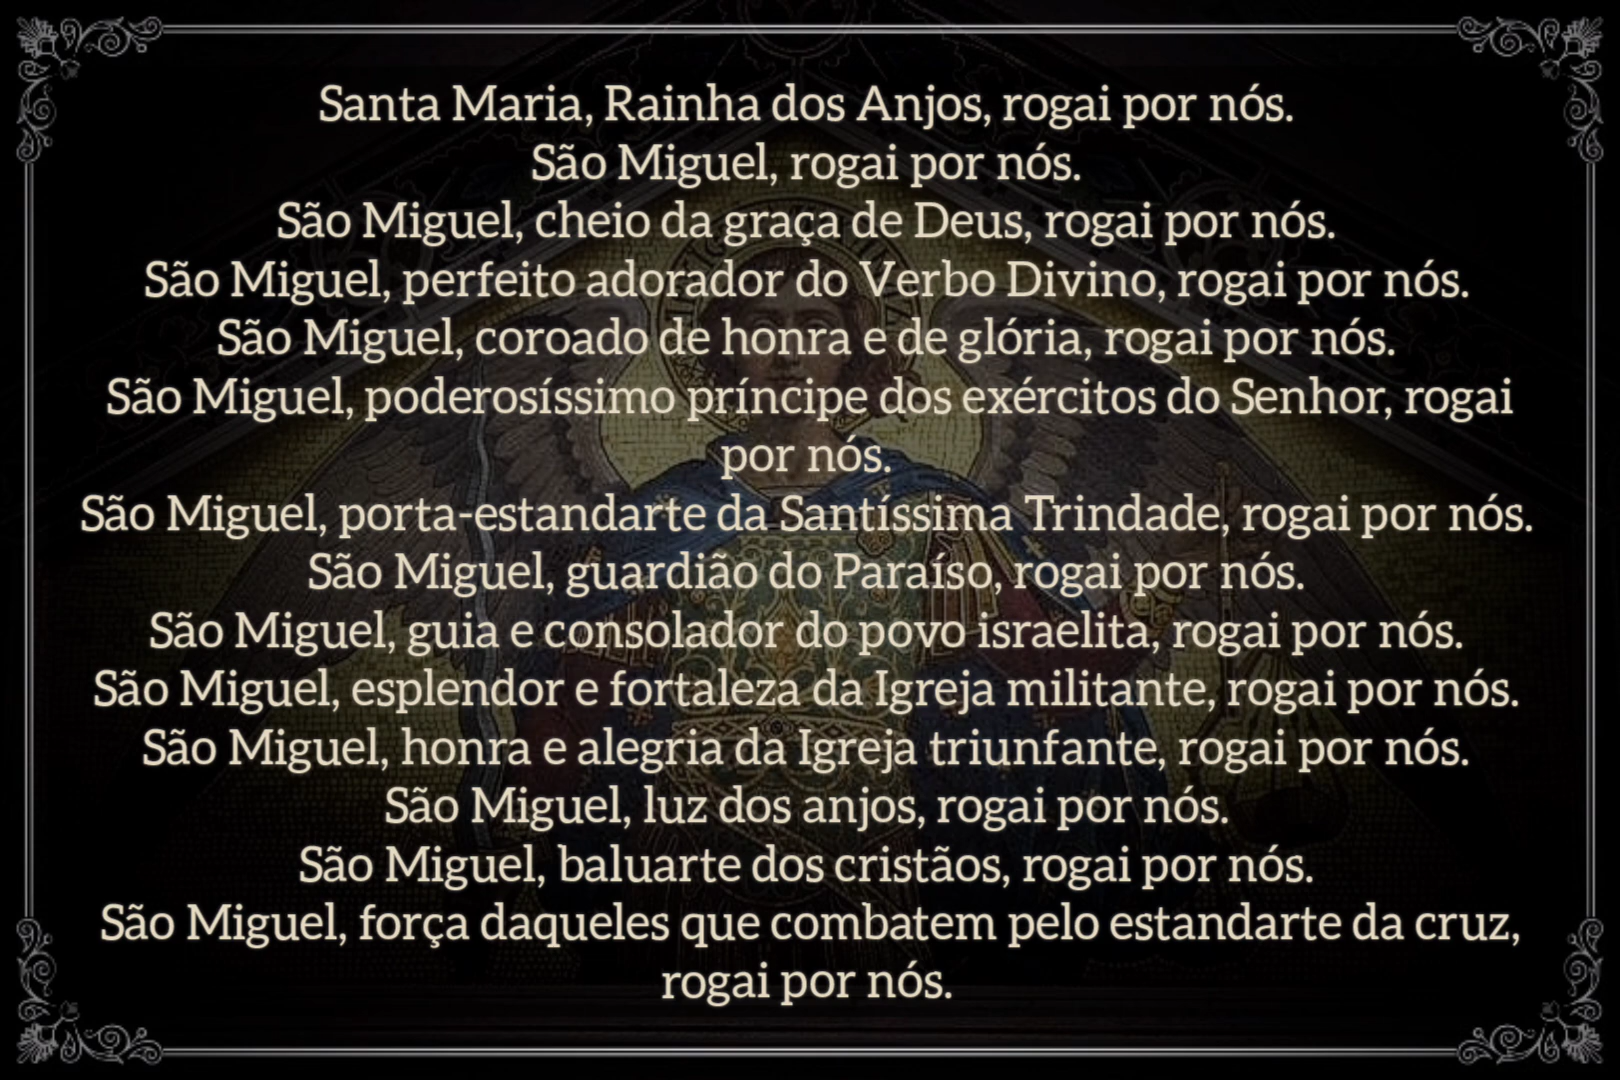 Santa Maria, Rainha dos Anjos, rogai por nós.
São Miguel, rogai por nós.
São Miguel, cheio da graça de Deus, rogai por nós.
São Miguel, perfeito adorador do Verbo Divino, rogai por nós.
São Miguel, coroado de honra e de glória, rogai por nós.
São Miguel, poderosíssimo príncipe dos exércitos do Senhor, rogai
por nós.
São Miguel, porta-estandarte da Santíssima Trindade, rogai por nós.
São Miguel, guardião do Paraíso, rogai por nós.
São Miguel, guia e consolador do povo israelita, rogai por nós.
São Miguel, esplendor e fortaleza da Igreja militante, rogai por nós.
São Miguel, honra e alegria da Igreja triunfante, rogai por nós.
São Miguel, luz dos anjos, rogai por nós.
São Miguel, baluarte dos cristãos, rogai por nós.
São Miguel, força daqueles que combatem pelo estandarte da cruz,
rogai por nós.